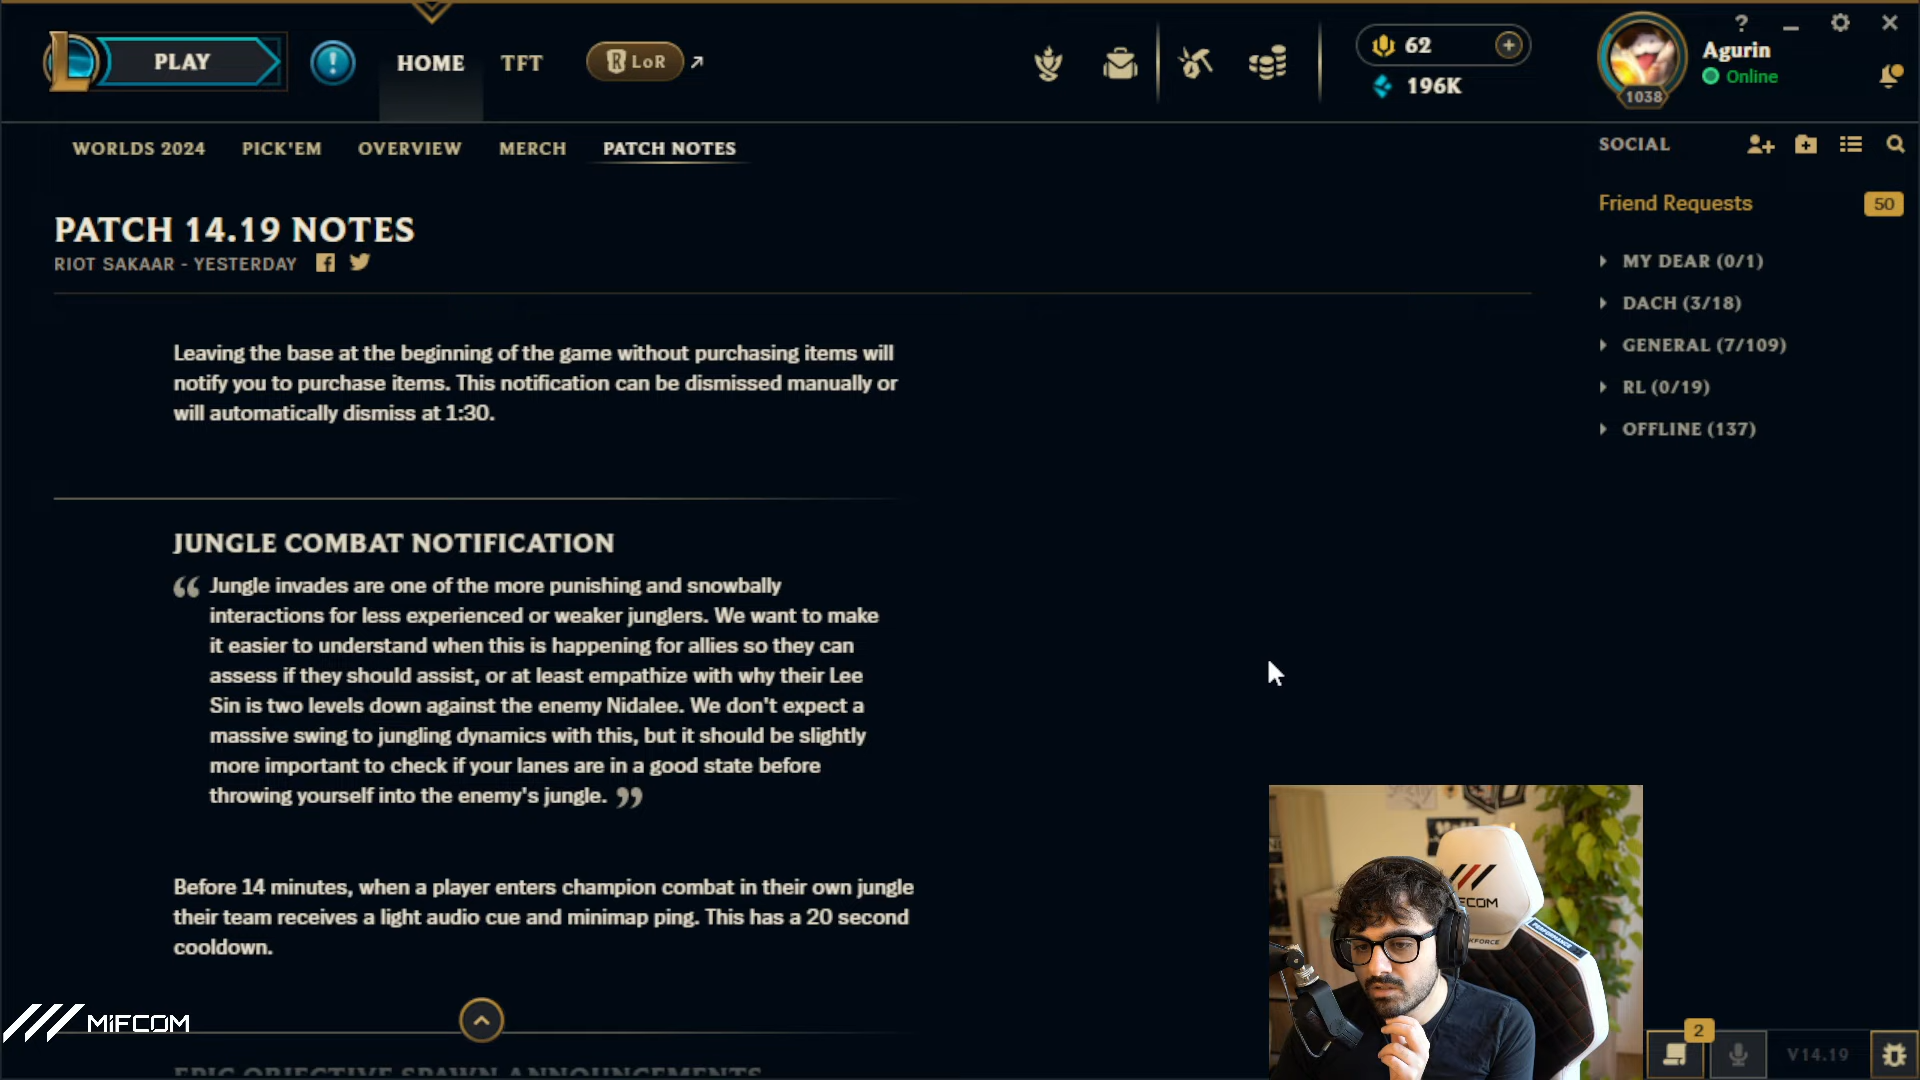 PLAY
HOME
TFT
LoR
62
196K
?
Agurin
Online
1038
WORLDS 2024
PICK'EM
OVERVIEW
MERCH
PATCH NOTES
SOCIAL
Friend Requests
50
MY DEAR (0/1)
DACH (3/18)
GENERAL (7/109)
RL (0/19)
OFFLINE (137)
PATCH 14.19 NOTES
RIOT SAKAAR - YESTERDAY
Leaving the base at the beginning of the game without purchasing items will
notify you to purchase items. This notification can be dismissed manually or
will automatically dismiss at 1:30.
JUNGLE COMBAT NOTIFICATION
“ Jungle invades are one of the more punishing and snowbally
interactions for less experienced or weaker junglers. We want to make
it easier to understand when this is happening for allies so they can
assess if they should assist, or at least empathize with why their Lee
Sin is two levels down against the enemy Nidalee. We don't expect a
massive swing to jungling dynamics with this, but it should be slightly
more important to check if your lanes are in a good state before
throwing yourself into the enemy's jungle. ”
Before 14 minutes, when a player enters champion combat in their own jungle
their team receives a light audio cue and minimap ping. This has a 20 second
cooldown.
EPIC OBJECTIVE SPAWN ANNOUNCEMENTS
MIFCOM
ECOM
KFORCE
PERFORMANCE
2
V14.19